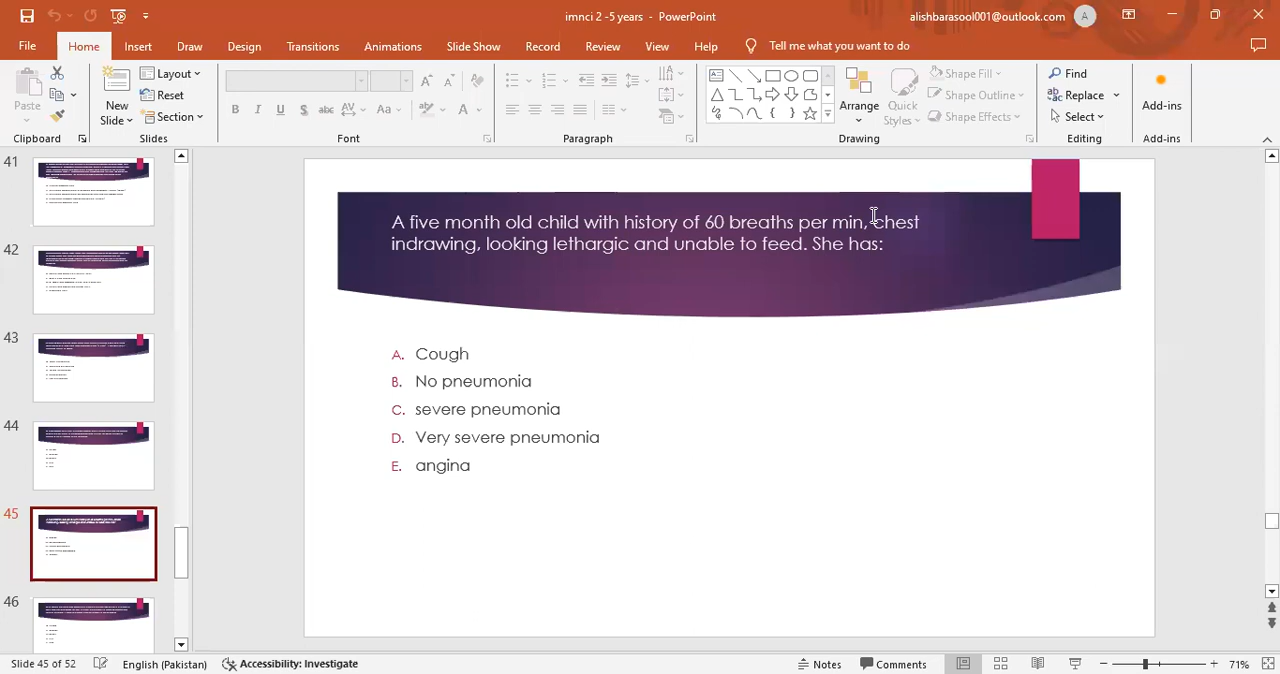 imnci 2 -5 years - PowerPoint
alishbarasool001@outlook.com
A
File Home Insert Draw Design Transitions Animations Slide Show Record Review View Help Tell me what you want to do
Paste
New
Slide
Layout
Reset
Section
B I U S abc AV Aa A
Arrange
Quick
Styles
Shape Fill
Shape Outline
Shape Effects
Find
Replace
Select
Add-ins
Clipboard Slides Font Paragraph Drawing Editing Add-ins
41
42
43
44
45
46
A five month old child with history of 60 breaths per min, chest
indrawing, looking lethargic and unable to feed. She has:
A. Cough
B. No pneumonia
C. severe pneumonia
D. Very severe pneumonia
E. angina
Slide 45 of 52 English (Pakistan) Accessibility: Investigate Notes Comments 71%